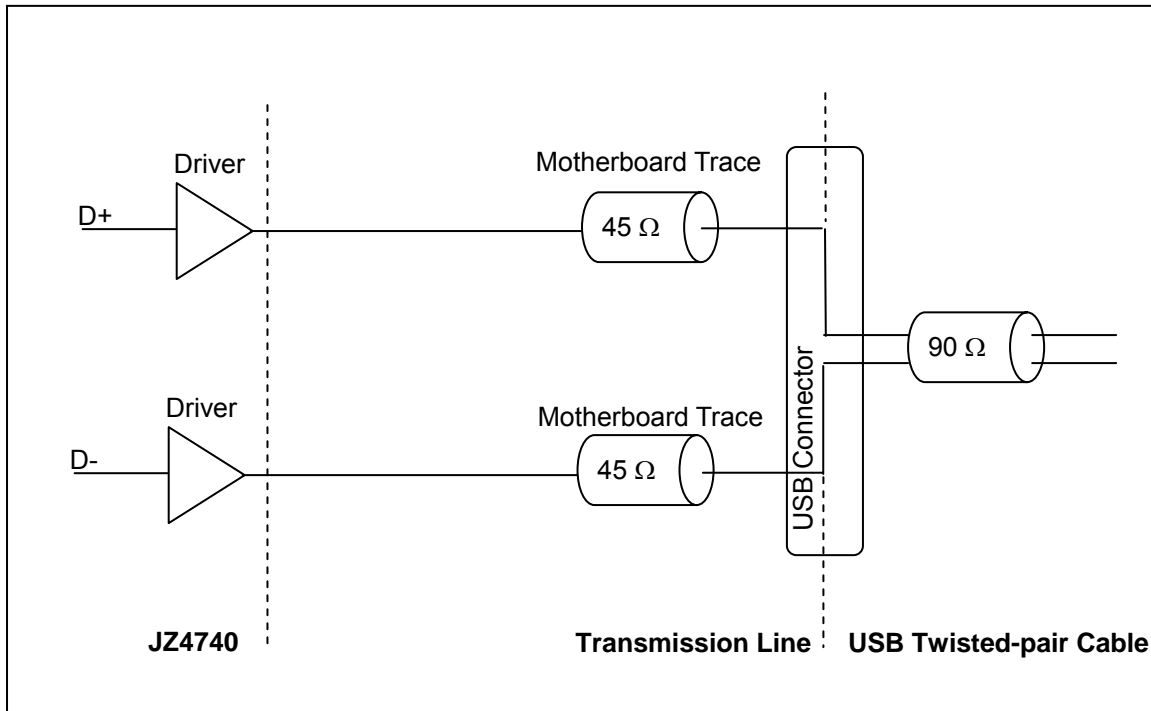 Driver
Motherboard Trace
D+
45 Ω
USB Connector
90 Ω
Driver
Motherboard Trace
D-
45 Ω
JZ4740
Transmission Line
USB Twisted-pair Cable